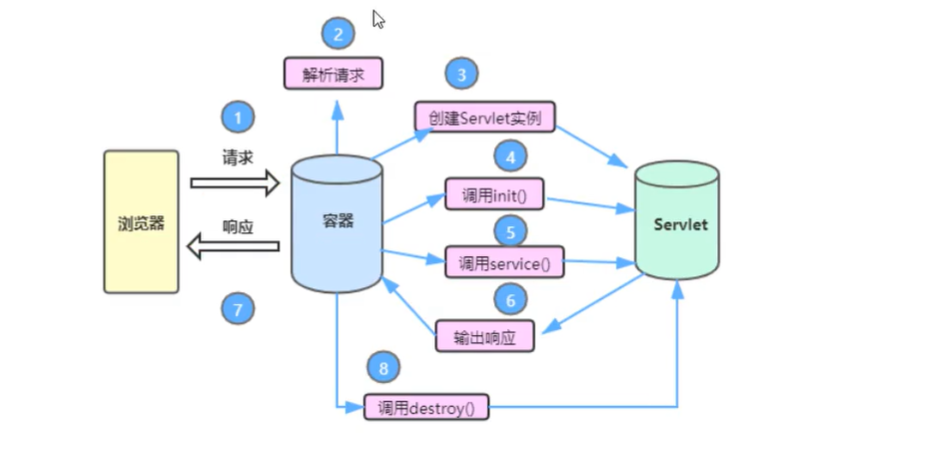 2
解析请求
3
1
创建Servlet实例
请求
4
调用init()
浏览器
响应
容器
Servlet
5
调用service()
6
7
输出响应
8
调用destroy()